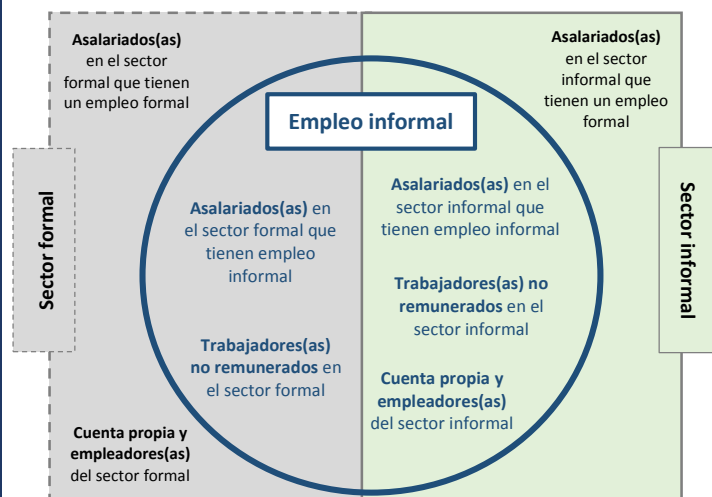 Asalariados(as)
en el sector
formal que tienen
un empleo formal
Asalariados(as)
en el sector
informal que
tienen un empleo
formal
Empleo informal
Sector formal
Asalariados(as) en
el sector formal que
tienen empleo
informal
Trabajadores(as)
no remunerados en
el sector formal
Cuenta propia y
empleadores(as)
del sector formal
Asalariados(as) en el
sector informal que
tienen empleo informal
Trabajadores(as) no
remunerados en el
sector informal
Cuenta propia y
empleadores(as)
del sector informal
Sector informal